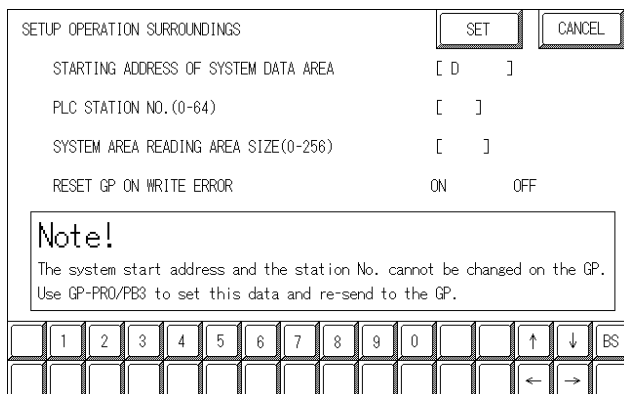 SETUP OPERATION SURROUNDINGS SET CANCEL
STARTING ADDRESS OF SYSTEM DATA AREA [ D ]
PLC STATION NO.(0-64) [ ]
SYSTEM AREA READING AREA SIZE(0-256) [ ]
RESET GP ON WRITE ERROR ON OFF
Note!
The system start address and the station No. cannot be changed on the GP.
Use GP-PRO/PB3 to set this data and re-send to the GP.
1 2 3 4 5 6 7 8 9 0 ↑ ↓ BS
← →